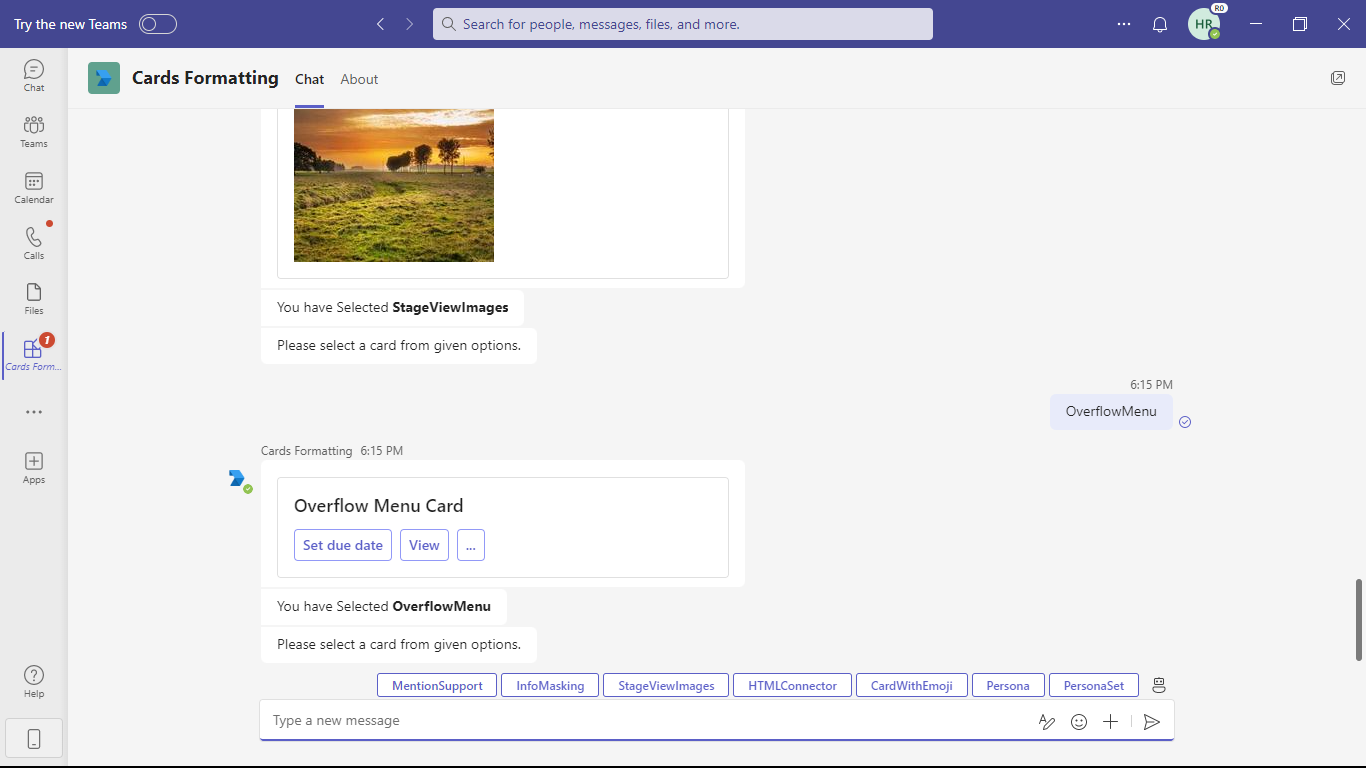 Try the new Teams
Search for people, messages, files, and more.
HR
RO
Chat
Teams
Calendar
Calls
Files
1
Cards Form...
Apps
Help
Cards Formatting
Chat
About
You have Selected StageViewImages
Please select a card from given options.
6:15 PM
OverflowMenu
Cards Formatting 6:15 PM
Overflow Menu Card
Set due date
View
...
You have Selected OverflowMenu
Please select a card from given options.
MentionSupport
InfoMasking
StageViewImages
HTMLConnector
CardWithEmoji
Persona
PersonaSet
Type a new message